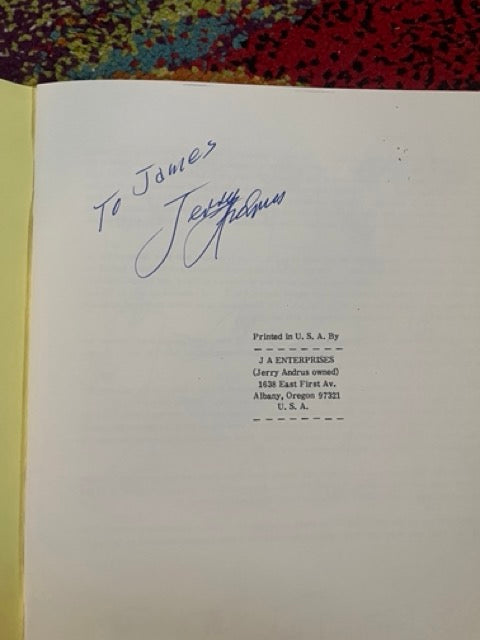 To James
Jerry Andrus
Printed in U. S. A. By
J A ENTERPRISES
(Jerry Andrus owned)
1638 East First Av.
Albany, Oregon 97321
U. S. A.